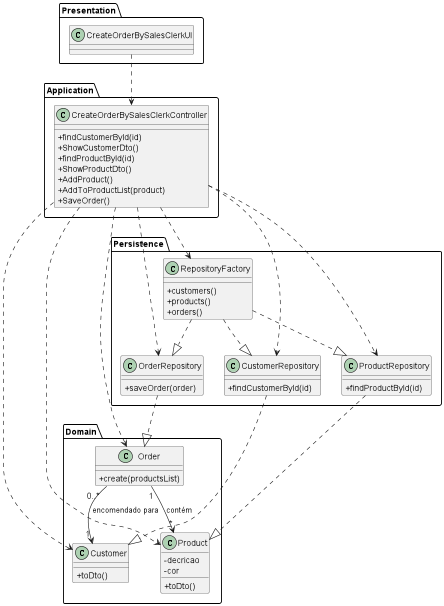 Presentation
C CreateOrderBySalesClerkUI
Application
C CreateOrderBySalesClerkController
+findCustomerById(id)
+ShowCustomerDto()
+findProductById(id)
+ShowProductDto()
+AddProduct()
+AddToProductList(product)
+SaveOrder()
Persistence
C RepositoryFactory
+customers()
+products()
+orders()
C OrderRepository
+saveOrder(order)
C CustomerRepository
+findCustomerById(id)
C ProductRepository
+findProductById(id)
Domain
C Order
+create(productsList)
1
encomendado para
contém
C Customer
+toDto()
C Product
-decricao
-cor
+toDto()